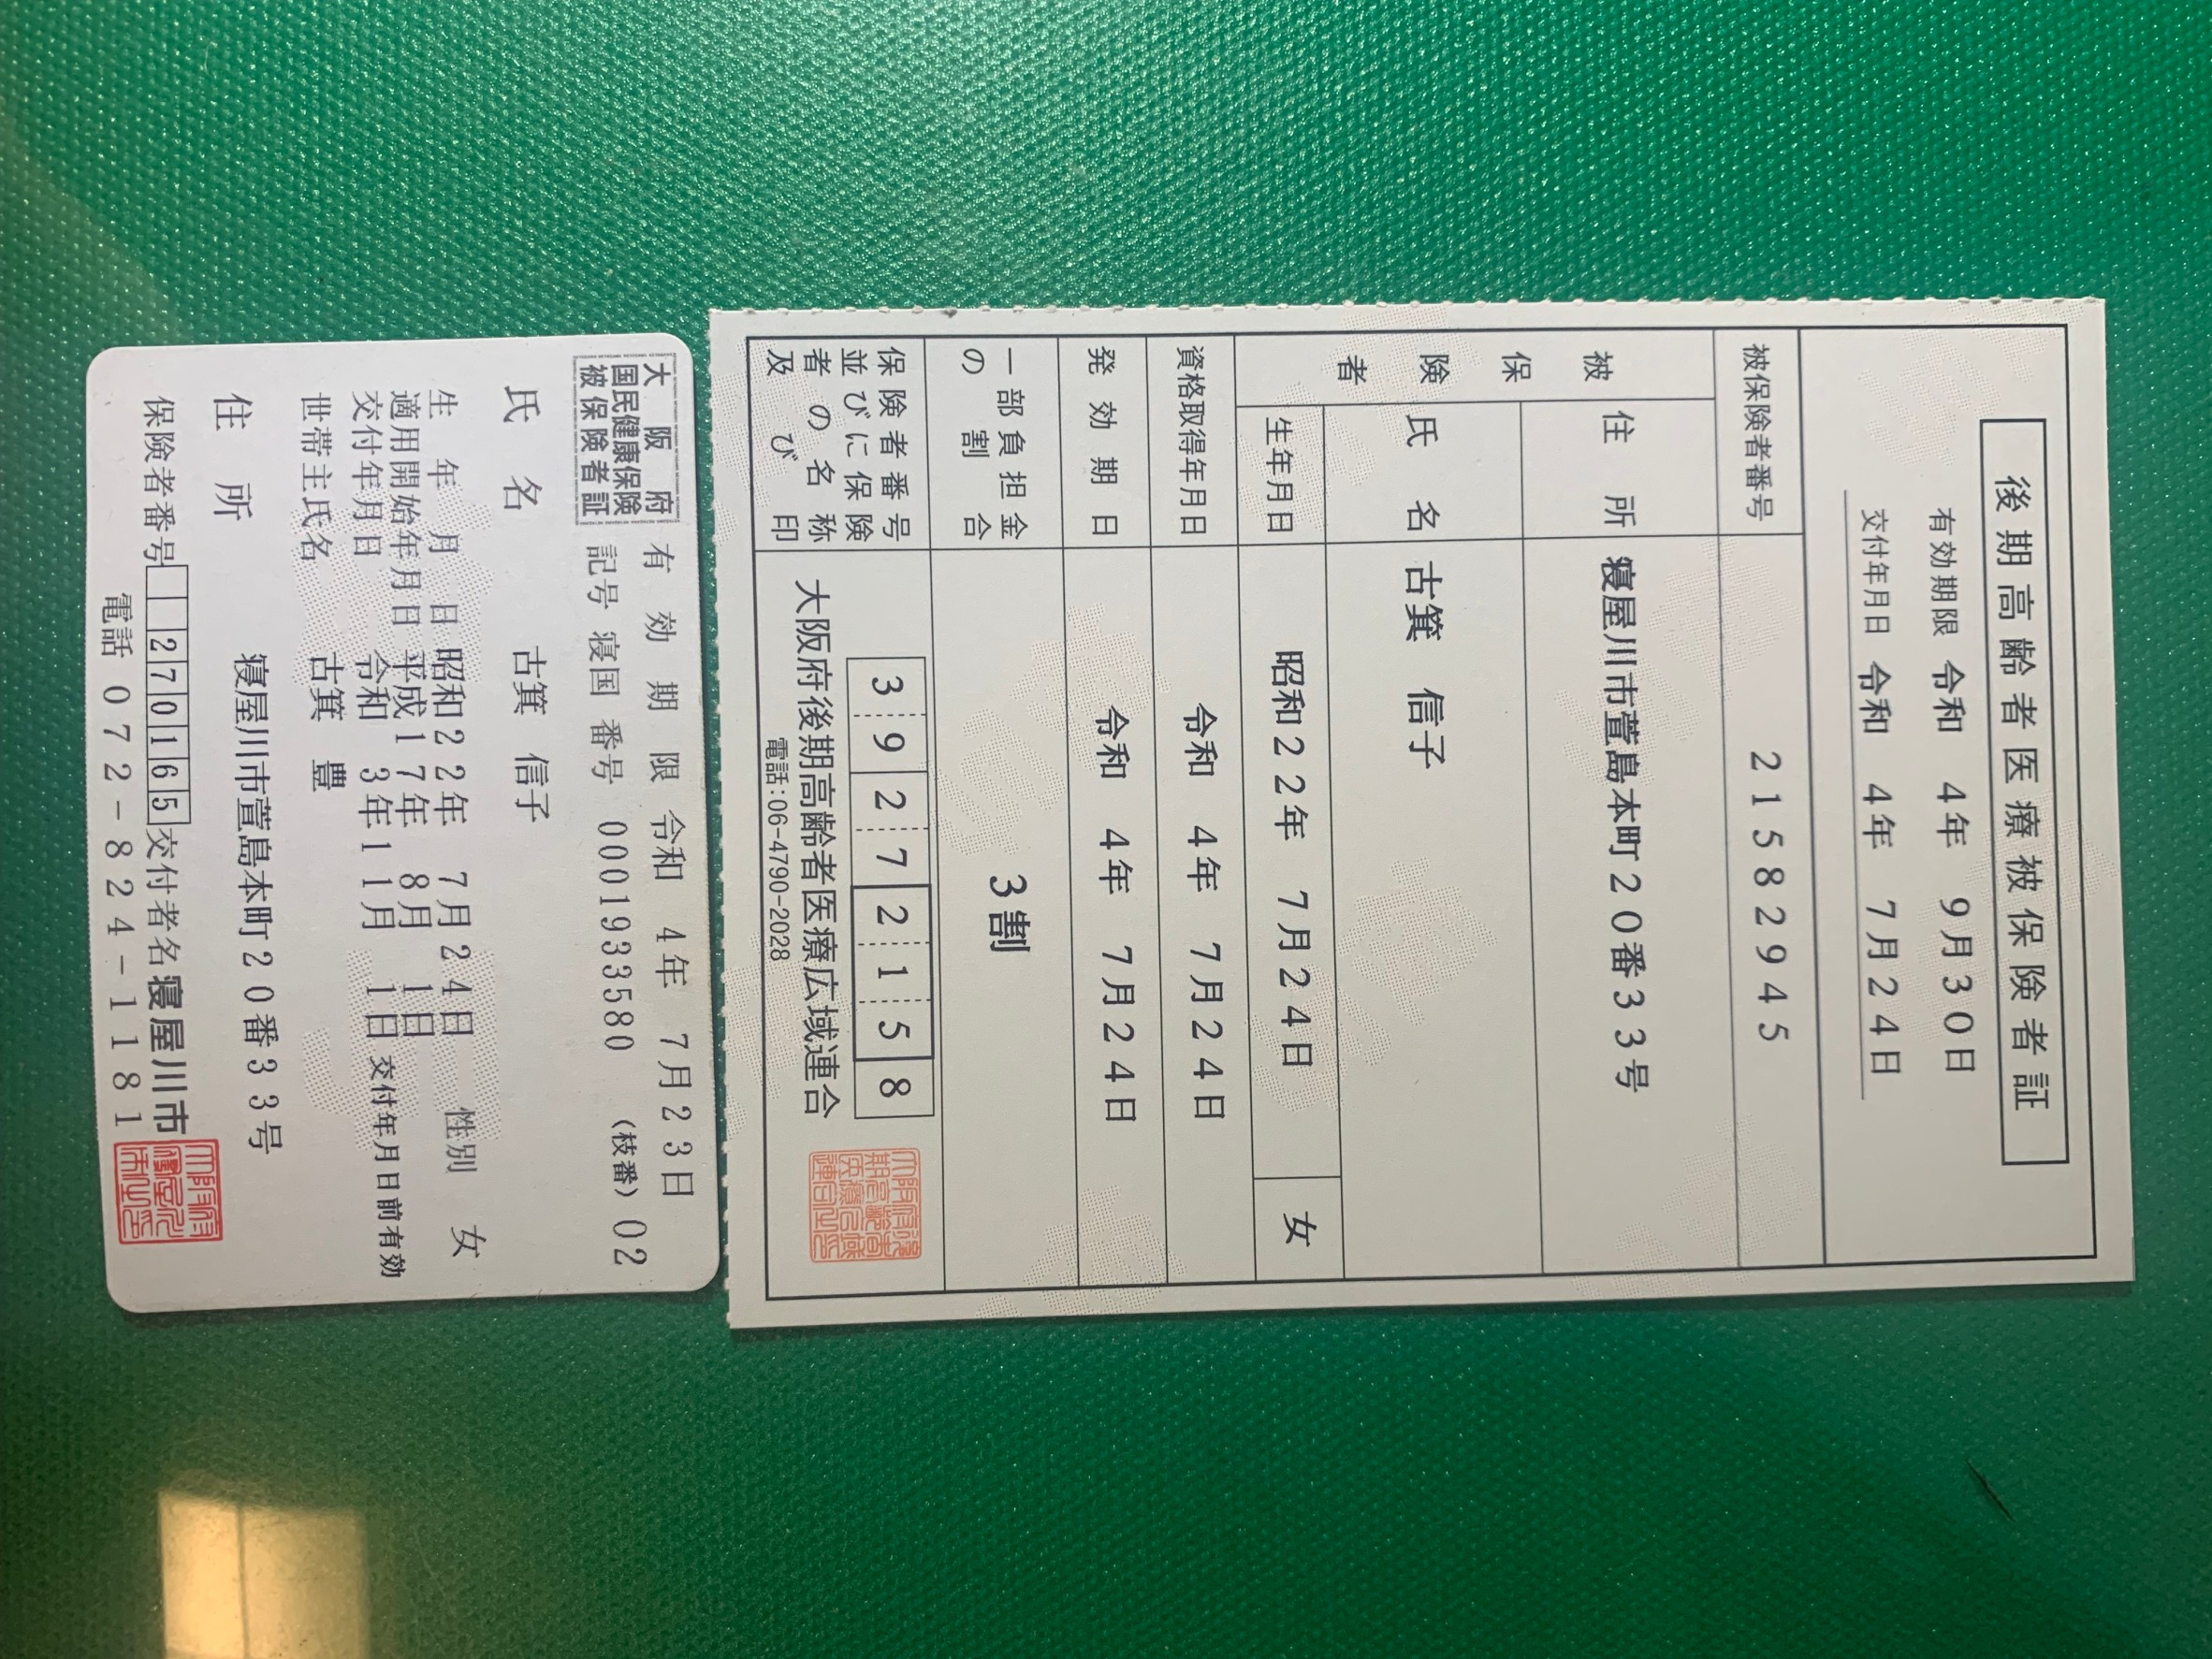 後期高齢者医療被保険者証
有効期限 令和 4年 9月30日
交付年月日 令和 4年 7月24日
被保険者番号 21582945
被保険者
住所 寝屋川市萱島本町20番33号
氏名 古箕 信子
生年月日 昭和22年 7月24日 女
資格取得年月日 令和 4年 7月24日
発効期日 令和 4年 7月24日
一部負担金の割合 3割
保険者番号並びに保険者の名称及び印
39272158
大阪府後期高齢者医療広域連合
電話:06-4790-2028
大阪府
国民健康保険
被保険者証
有効期限 令和 4年 7月23日
記号 寝国 番号 0001933580 (枝番) 02
氏名 古箕 信子
生年月日 昭和22年 7月24日 性別 女
適用開始年月日 平成17年 8月 1日
交付年月日 令和 3年11月 1日 交付年月日前有効
世帯主氏名 古箕 豊
住所 寝屋川市萱島本町20番33号
保険者番号 270165 交付者名 寝屋川市
電話 072-824-1181